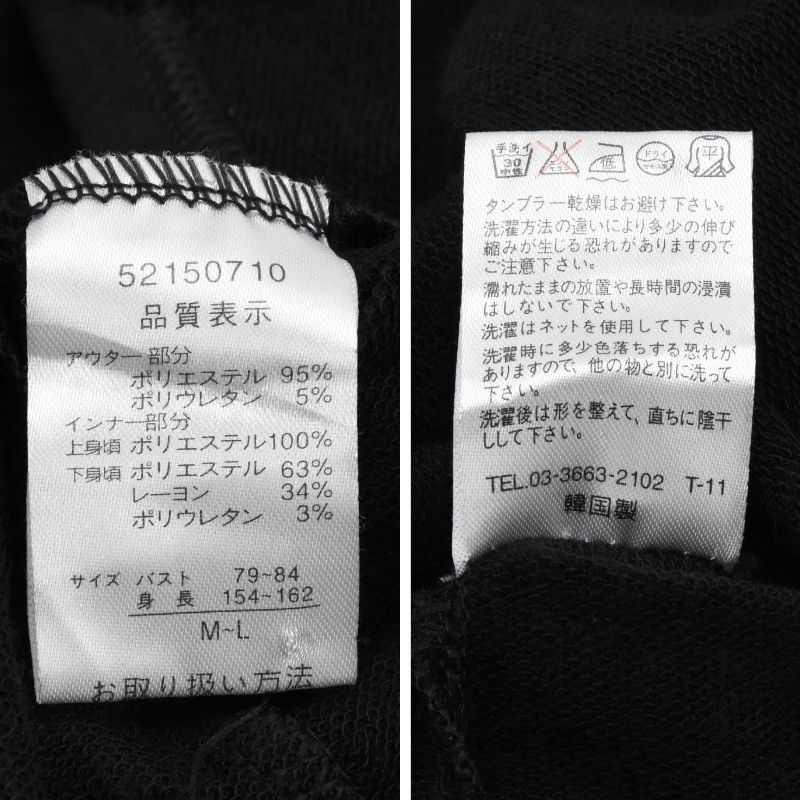 52150710
品質表示
アウター部分
ポリエステル 95%
ポリウレタン 5%
インナー部分
上身頃 ポリエステル100%
下身頃 ポリエステル 63%
レーヨン 34%
ポリウレタン 3%
サイズ バスト 79~84
身長 154~162
M~L
お取り扱い方法
手洗イ 30 中性
低
ドライ
平
タンブラー乾燥はお避け下さい。
洗濯方法の違いにより多少の伸び
縮みが生じる恐れがありますので
ご注意下さい。
濡れたままの放置や長時間の浸漬
はしないで下さい。
洗濯はネットを使用して下さい。
洗濯時に多少色落ちする恐れが
ありますので、他の物と別に洗って
下さい。
洗濯後は形を整えて、直ちに陰干
しして下さい。
TEL.03-3663-2102 T-11
韓国製